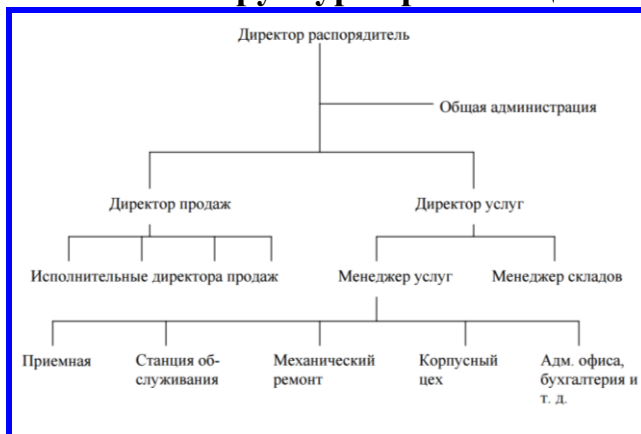 Директор распорядитель
Общая администрация
Директор продаж
Директор услуг
Исполнительные директора продаж
Менеджер услуг
Менеджер складов
Приемная
Станция об-
служивания
Механический
ремонт
Корпусный
цех
Адм. офиса,
бухгалтерия и
т. д.